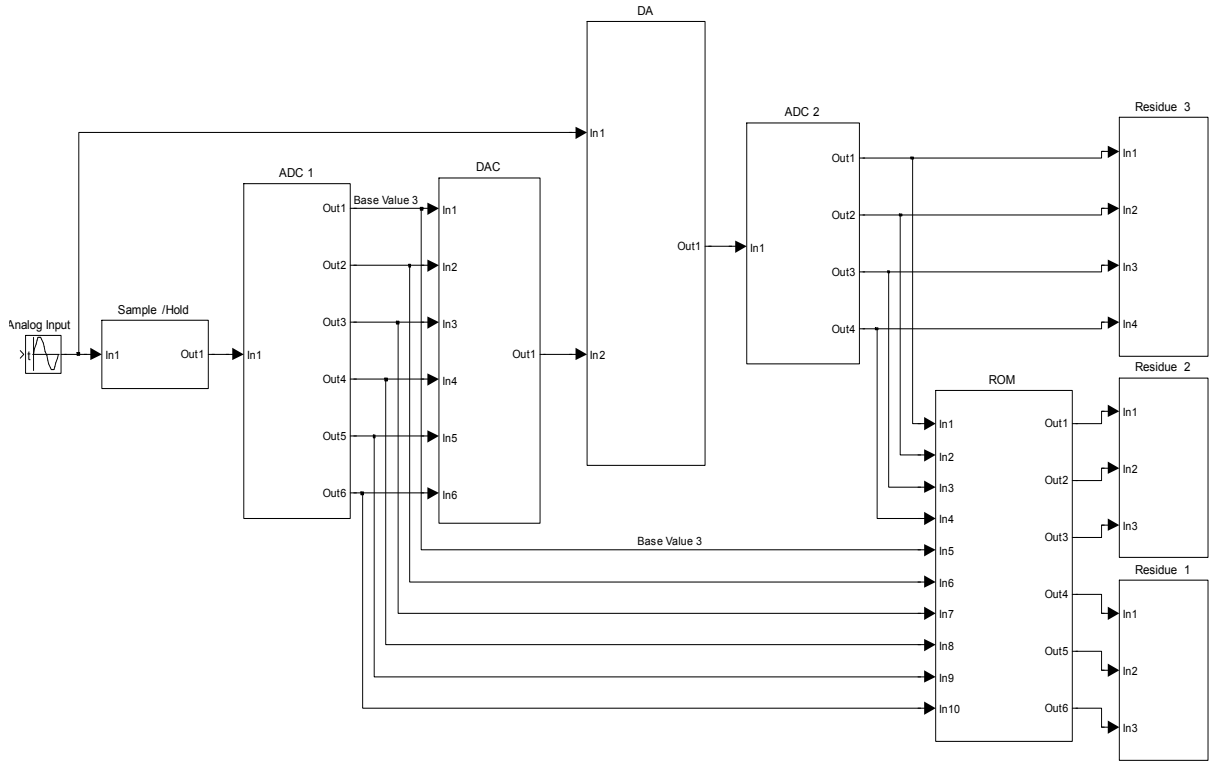 DA
In1
In2
Out1
ADC 2
In1
Out1
Out2
Out3
Out4
Residue 3
In1
In2
In3
In4
ADC 1
In1
Out1
Out2
Out3
Out4
Out5
Out6
Base Value 3
DAC
In1
In2
In3
In4
In5
In6
Out1
Analog Input
t
Sample /Hold
In1
Out1
Base Value 3
ROM
In1
In2
In3
In4
In5
In6
In7
In8
In9
In10
Out1
Out2
Out3
Out4
Out5
Out6
Residue 2
In1
In2
In3
Residue 1
In1
In2
In3